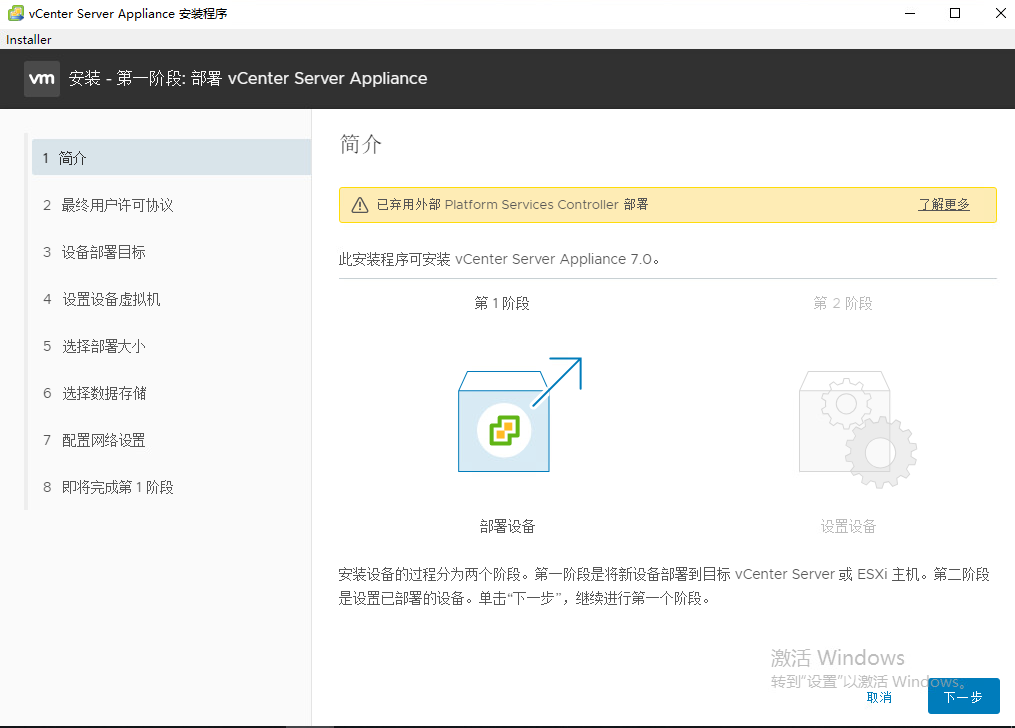 vCenter Server Appliance 安装程序
Installer
vm 安装 - 第一阶段: 部署 vCenter Server Appliance
1 简介
2 最终用户许可协议
3 设备部署目标
4 设置设备虚拟机
5 选择部署大小
6 选择数据存储
7 配置网络设置
8 即将完成第 1 阶段
简介
已弃用外部 Platform Services Controller 部署 了解更多
此安装程序可安装 vCenter Server Appliance 7.0。
第 1 阶段 第 2 阶段
部署设备 设置设备
安装设备的过程分为两个阶段。第一阶段是将新设备部署到目标 vCenter Server 或 ESXi 主机。第二阶段
是设置已部署的设备。单击“下一步”，继续进行第一个阶段。
激活 Windows
转到“设置”以激活 Windows。
取消 下一步